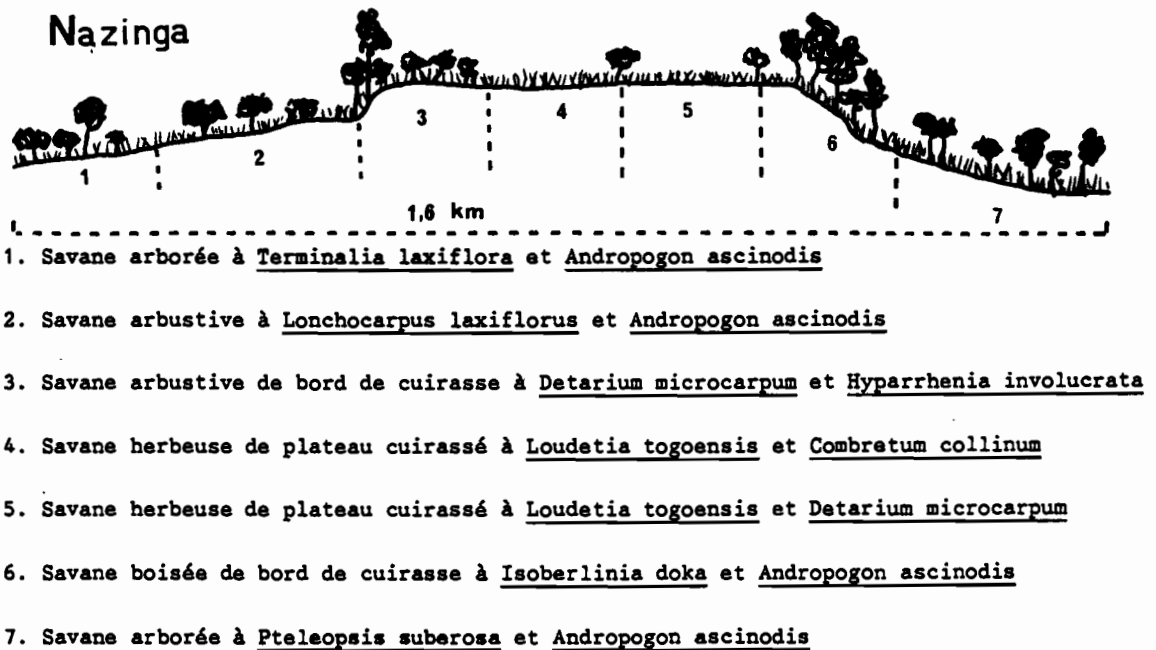 Nazinga
3 4 5
2 6
1
1,6 km 7
1. Savane arborée à Terminalia laxiflora et Andropogon ascinodis
2. Savane arbustive à Lonchocarpus laxiflorus et Andropogon ascinodis
3. Savane arbustive de bord de cuirasse à Detarium microcarpum et Hyparrhenia involucrata
4. Savane herbeuse de plateau cuirassé à Loudetia togoensis et Combretum collinum
5. Savane herbeuse de plateau cuirassé à Loudetia togoensis et Detarium microcarpum
6. Savane boisée de bord de cuirasse à Isoberlinia doka et Andropogon ascinodis
7. Savane arborée à Pteleopsis suberosa et Andropogon ascinodis